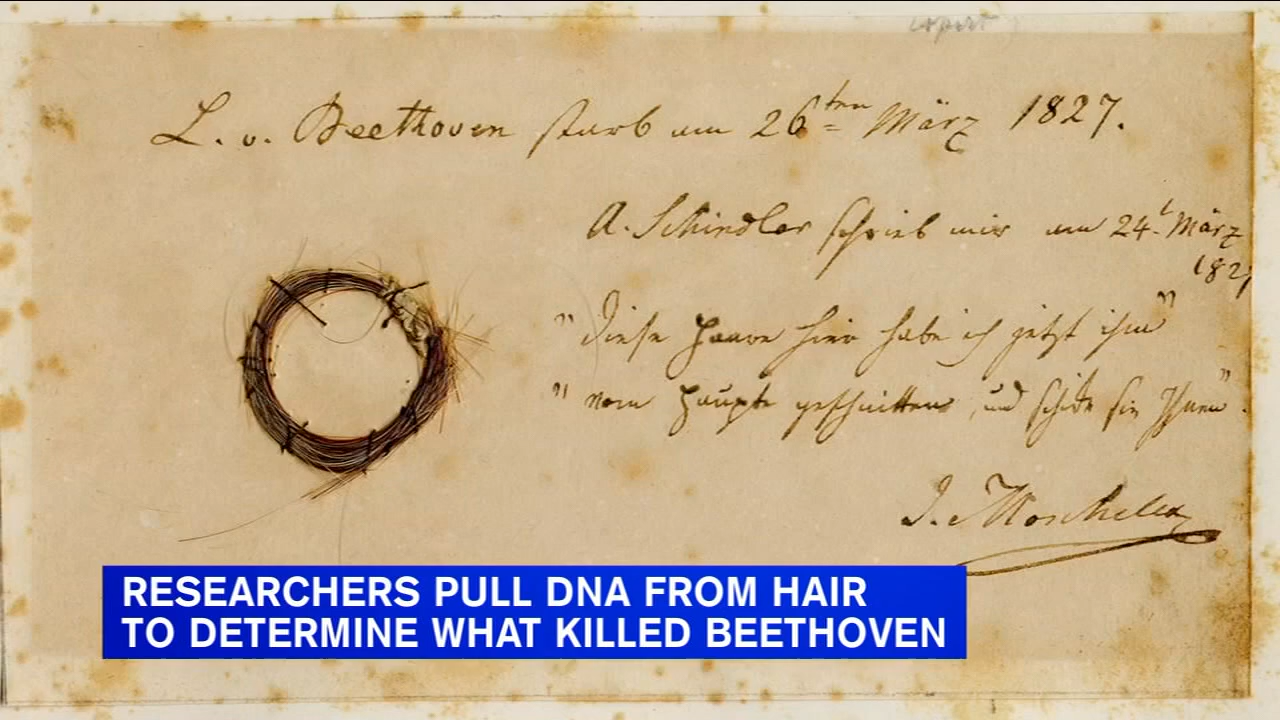 L. v. Beethoven starb am 26ten März 1827.
A. Schindler schrieb mir am 24t März
182
"Diese Haare hier habe ich jetzt ihm"
"vom Haupte geschnitten, und schicke sie Ihnen".
J. Moscheles
RESEARCHERS PULL DNA FROM HAIR
TO DETERMINE WHAT KILLED BEETHOVEN